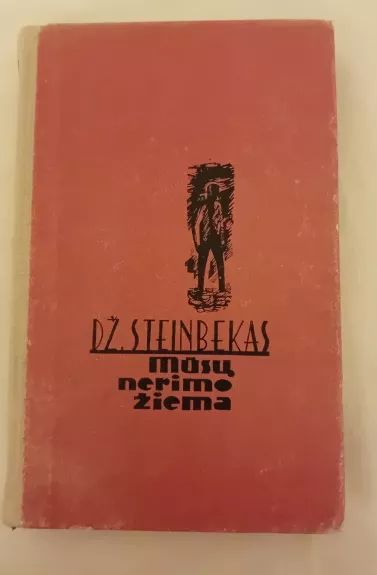 DŽ. STEINBEKAS
Mūsų
nerimo
žiema